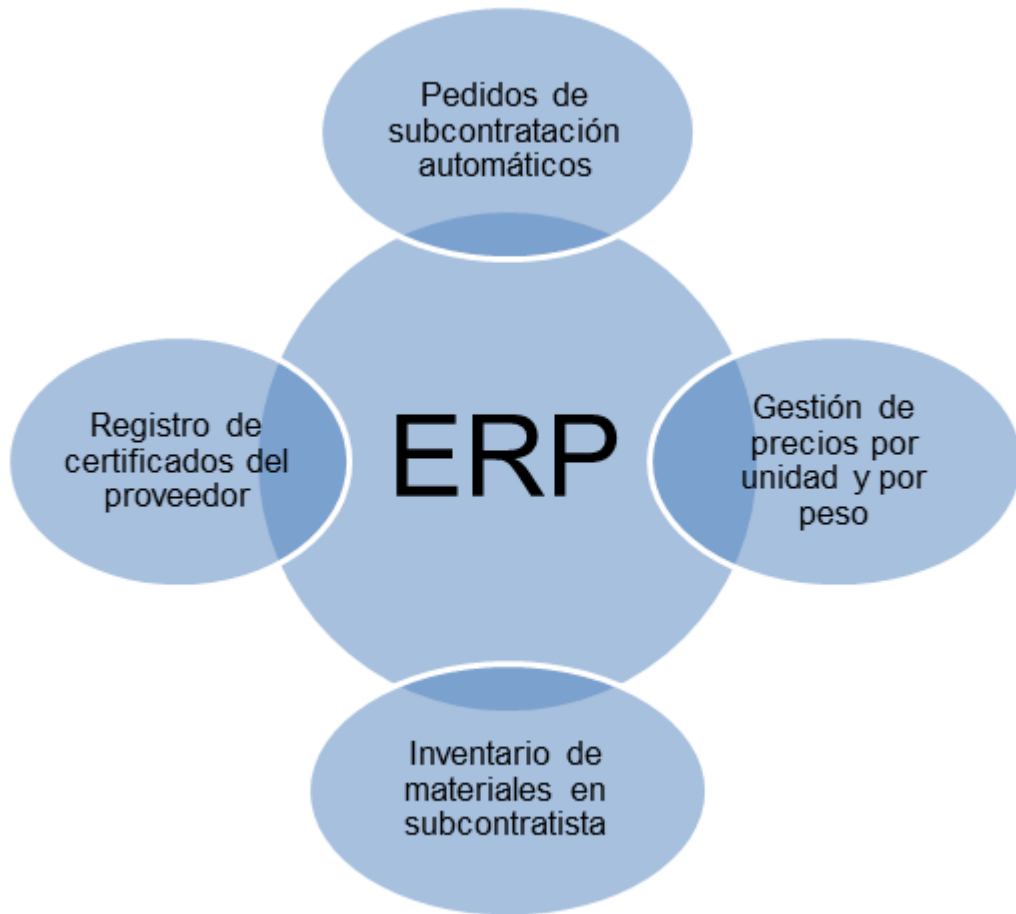 Pedidos de
subcontratación
automáticos
Registro de
certificados del
proveedor
ERP
Gestión de
precios por
unidad y por
peso
Inventario de
materiales en
subcontratista